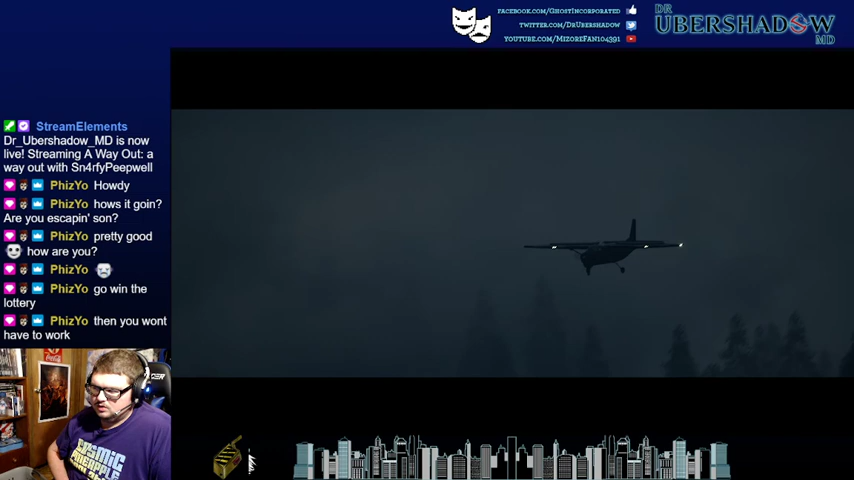 FACEBOOK.COM/GHOSTINCORPORATED
TWITTER.COM/DRUBERSHADOW
YOUTUBE.COM/MIZOREFAN104391
DR
UBERSHADOW
MD
StreamElements
Dr_Ubershadow_MD is now
live! Streaming A Way Out: a
way out with Sn4rfyPeepwell
PhizYo Howdy
PhizYo hows it goin?
Are you escapin' son?
PhizYo pretty good
how are you?
PhizYo
PhizYo go win the
lottery
PhizYo then you wont
have to work
COSMIC
PINEAPPLE